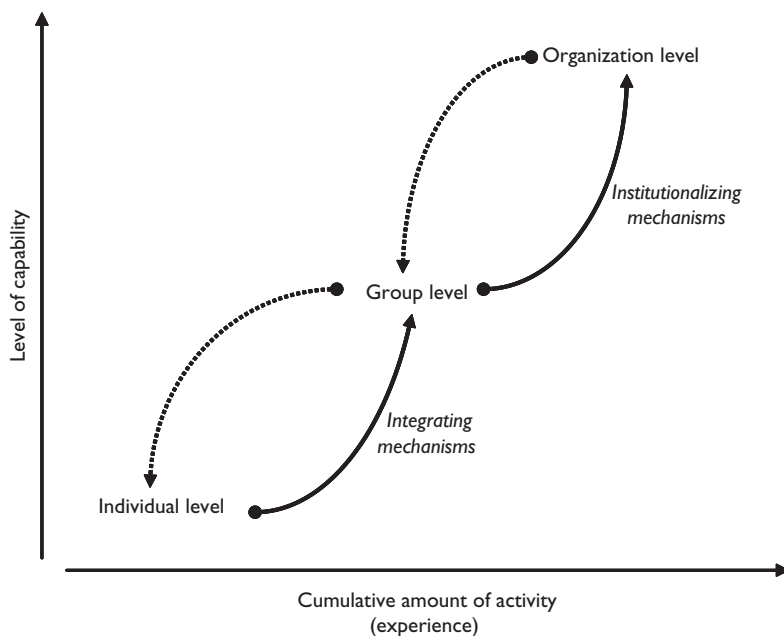 Organization level
Institutionalizing
mechanisms
Level of capability
Group level
Integrating
mechanisms
Individual level
Cumulative amount of activity
(experience)